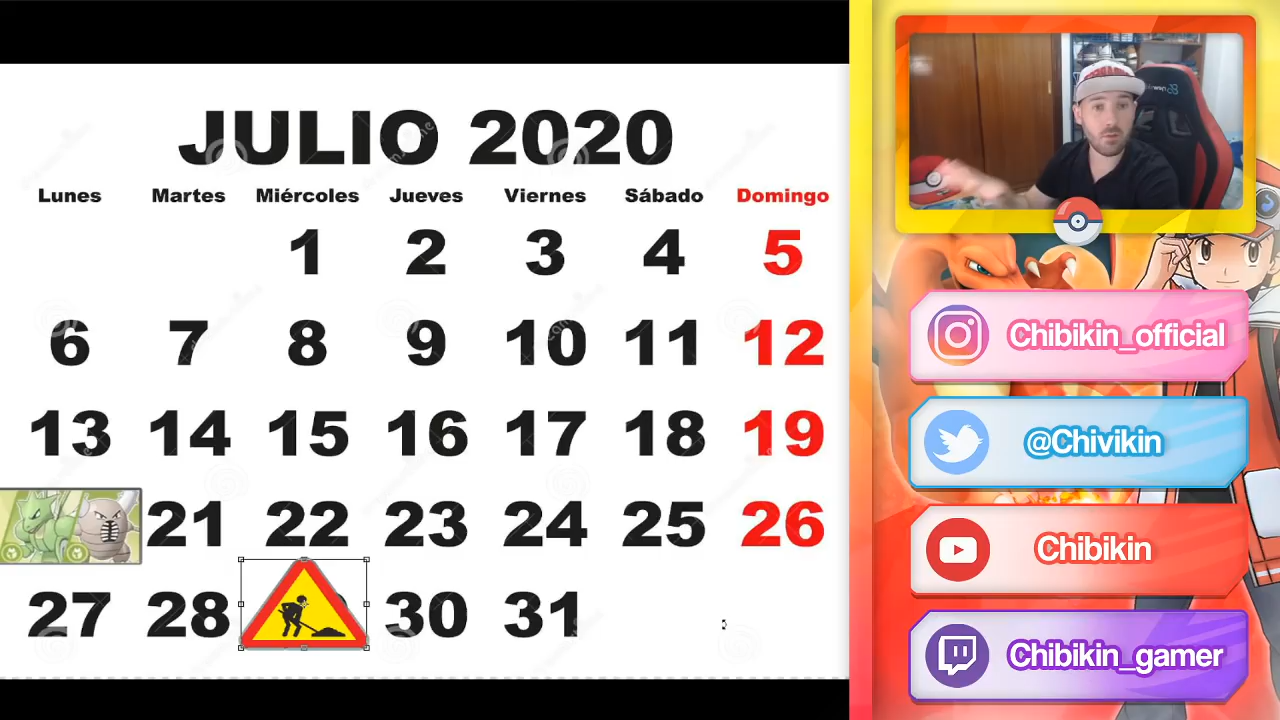 JULIO 2020
Lunes Martes Miércoles Jueves Viernes Sábado Domingo
1 2 3 4 5
6 7 8 9 10 11 12
13 14 15 16 17 18 19
21 22 23 24 25 26
27 28 30 31
Chibikin_official
@Chivikin
Chibikin
Chibikin_gamer